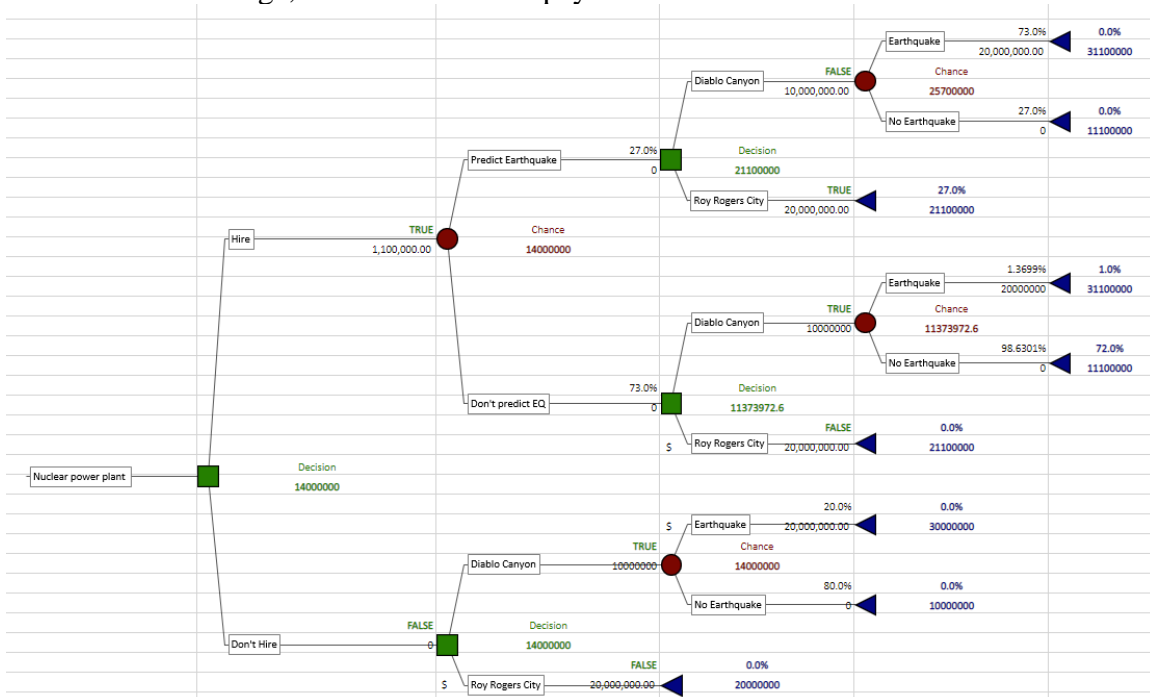 Earthquake 73.0% 0.0%
20,000,000.00 31100000
Diablo Canyon FALSE Chance
10,000,000.00 25700000
No Earthquake 27.0% 0.0%
0 11100000
Predict Earthquake 27.0% Decision
0 21100000
Roy Rogers City TRUE 27.0%
20,000,000.00 21100000
Hire TRUE Chance
1,100,000.00 14000000
Earthquake 1.3699% 1.0%
20000000 31100000
Diablo Canyon TRUE Chance
10000000 11373972.6
No Earthquake 98.6301% 72.0%
0 11100000
Don't predict EQ 73.0% Decision
0 11373972.6
Roy Rogers City FALSE 0.0%
$ 20,000,000.00 21100000
Nuclear power plant Decision
14000000
Earthquake 20.0% 0.0%
$ 20,000,000.00 30000000
Diablo Canyon TRUE Chance
10000000 14000000
No Earthquake 80.0% 0.0%
0 10000000
Don't Hire FALSE Decision
0 14000000
Roy Rogers City FALSE 0.0%
$ 20,000,000.00 20000000